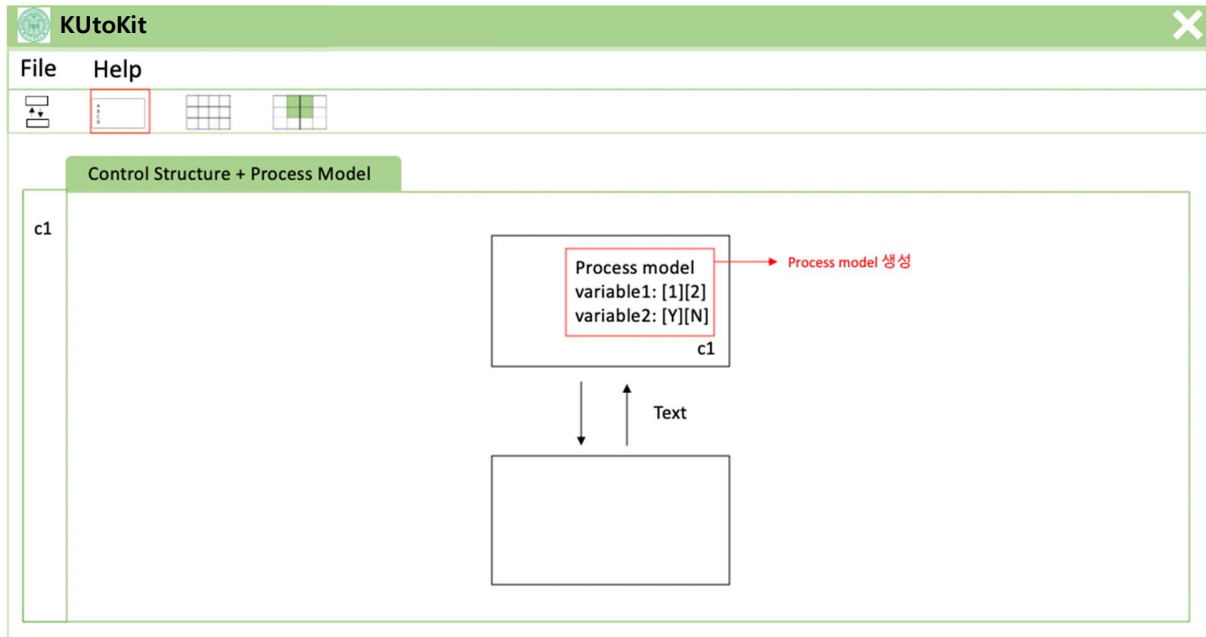 KUtoKit
File Help
Control Structure + Process Model
c1
Process model
variable1: [1][2]
variable2: [Y][N]
c1
Process model 생성
Text